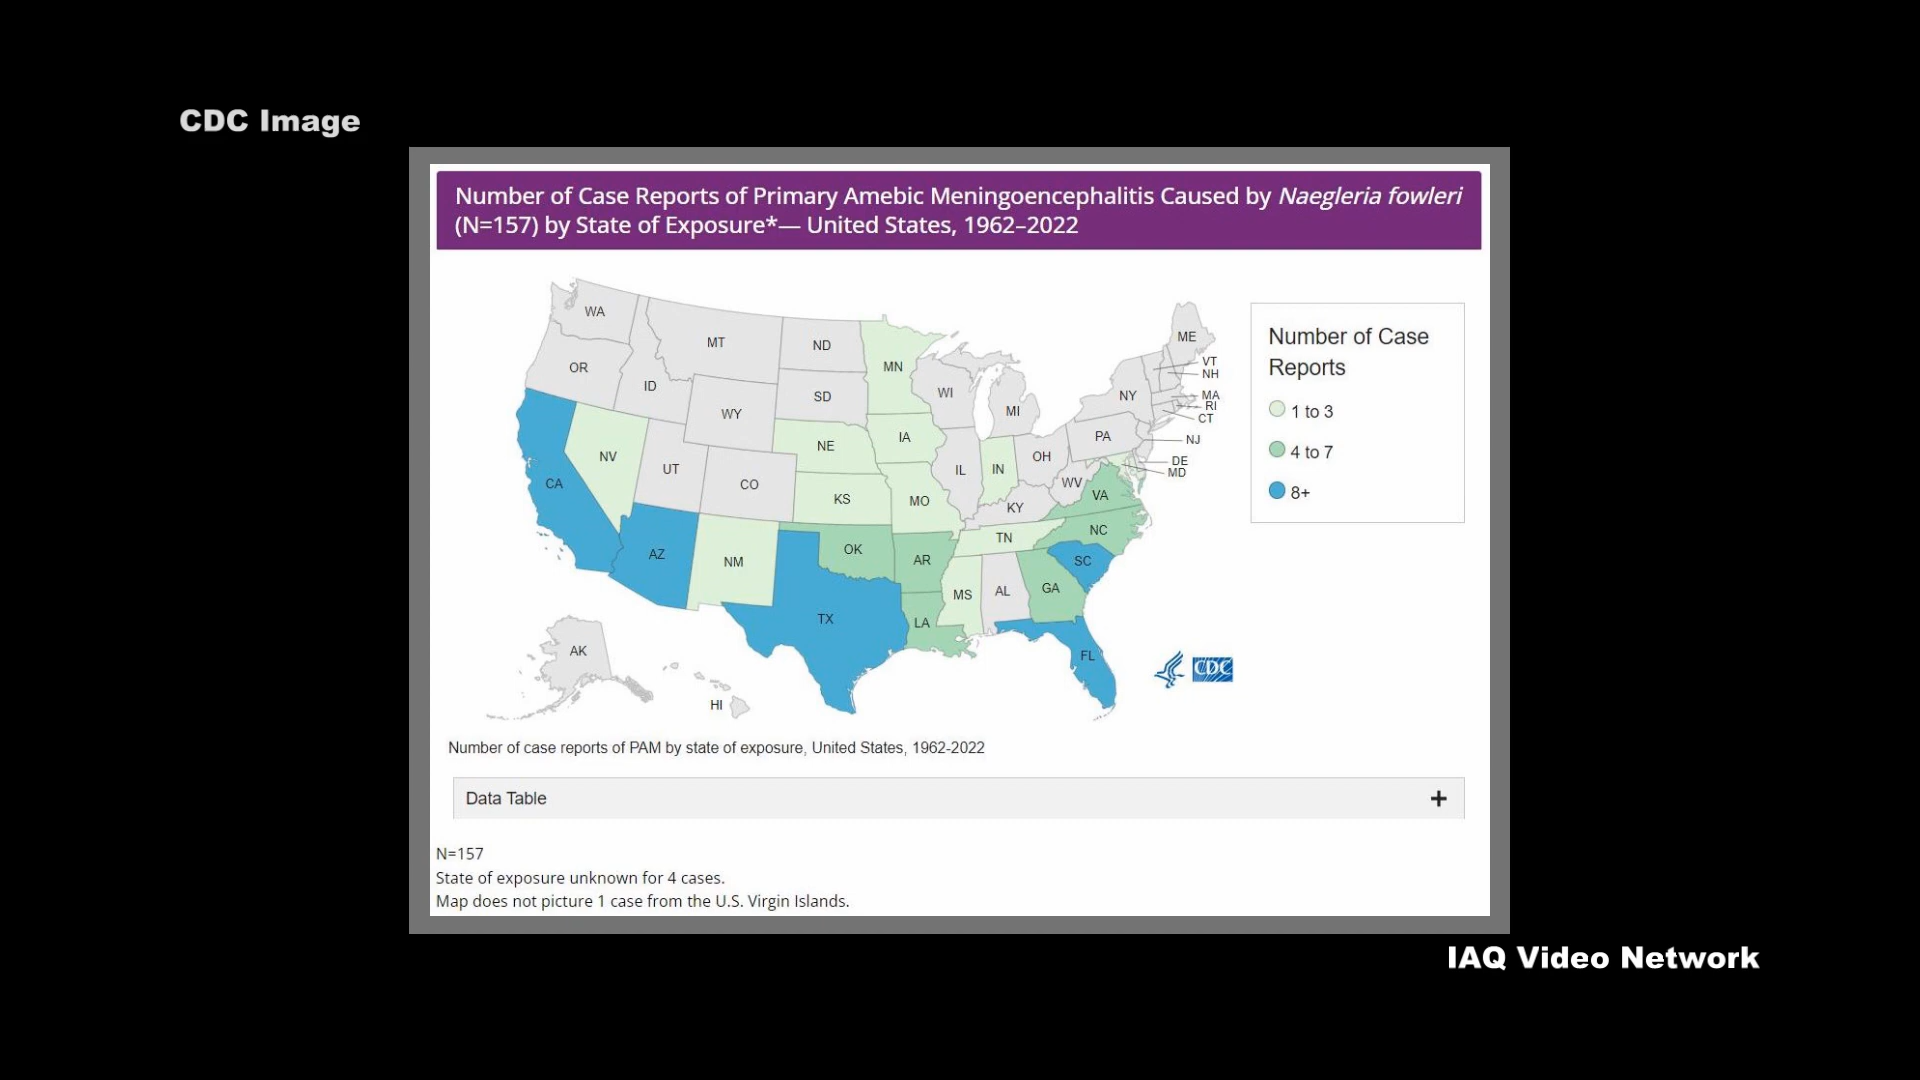 CDC Image
Number of Case Reports of Primary Amebic Meningoencephalitis Caused by Naegleria fowleri
(N=157) by State of Exposure*— United States, 1962–2022
WA
MT
ND
MN
ME
OR
ID
SD
WI
VT
NH
WY
MI
NY
MA
RI
CT
NV
UT
CO
NE
IA
IL
IN
OH
PA
NJ
DE
MD
CA
KS
MO
KY
WV
VA
AZ
NM
OK
AR
TN
NC
SC
TX
LA
MS
AL
GA
FL
AK
HI
Number of Case
Reports
1 to 3
4 to 7
8+
CDC
Number of case reports of PAM by state of exposure, United States, 1962-2022
Data Table +
N=157
State of exposure unknown for 4 cases.
Map does not picture 1 case from the U.S. Virgin Islands.
IAQ Video Network